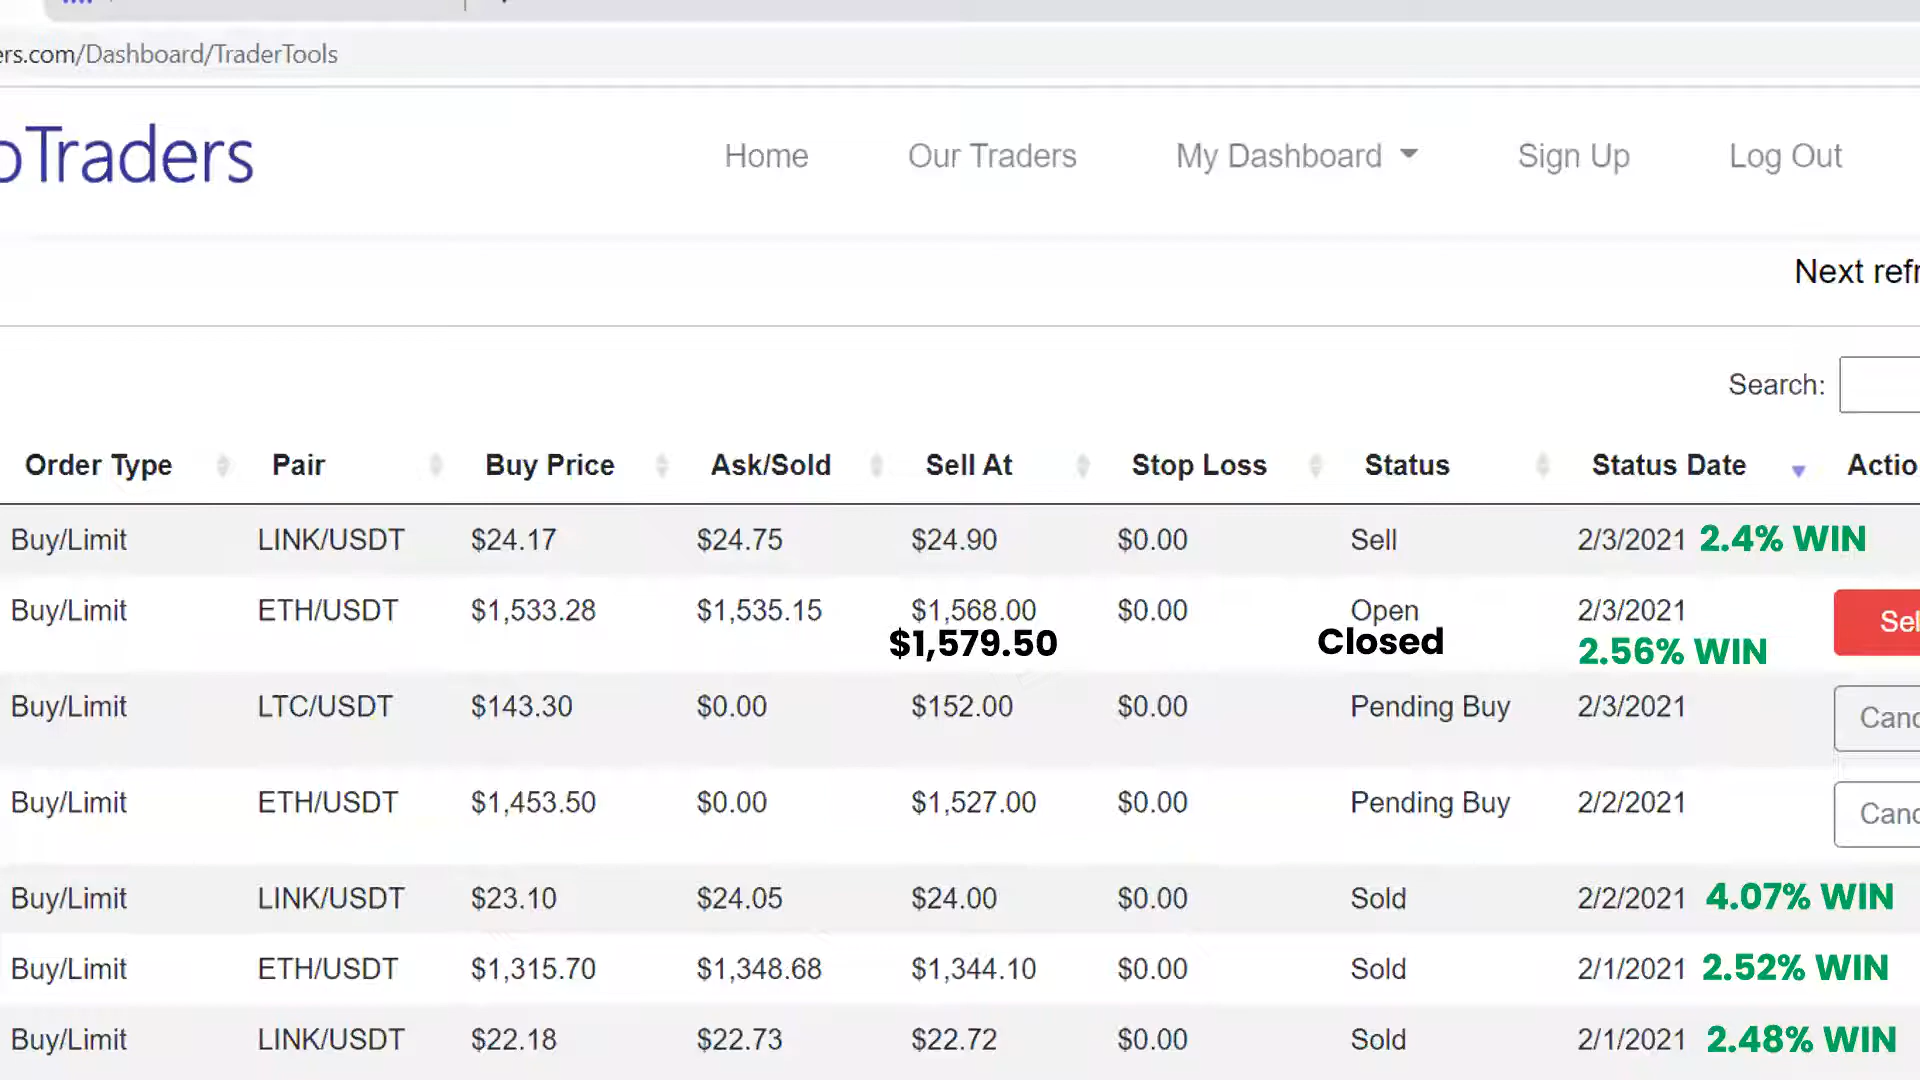 ers.com/Dashboard/TraderTools
oTraders
Home Our Traders My Dashboard Sign Up Log Out
Next refr
Search:
Order Type Pair Buy Price Ask/Sold Sell At Stop Loss Status Status Date Actio
Buy/Limit LINK/USDT $24.17 $24.75 $24.90 $0.00 Sell 2/3/2021 2.4% WIN
Buy/Limit ETH/USDT $1,533.28 $1,535.15 $1,568.00 $0.00 Open 2/3/2021 Sel
$1,579.50 Closed 2.56% WIN
Buy/Limit LTC/USDT $143.30 $0.00 $152.00 $0.00 Pending Buy 2/3/2021 Canc
Buy/Limit ETH/USDT $1,453.50 $0.00 $1,527.00 $0.00 Pending Buy 2/2/2021 Canc
Buy/Limit LINK/USDT $23.10 $24.05 $24.00 $0.00 Sold 2/2/2021 4.07% WIN
Buy/Limit ETH/USDT $1,315.70 $1,348.68 $1,344.10 $0.00 Sold 2/1/2021 2.52% WIN
Buy/Limit LINK/USDT $22.18 $22.73 $22.72 $0.00 Sold 2/1/2021 2.48% WIN